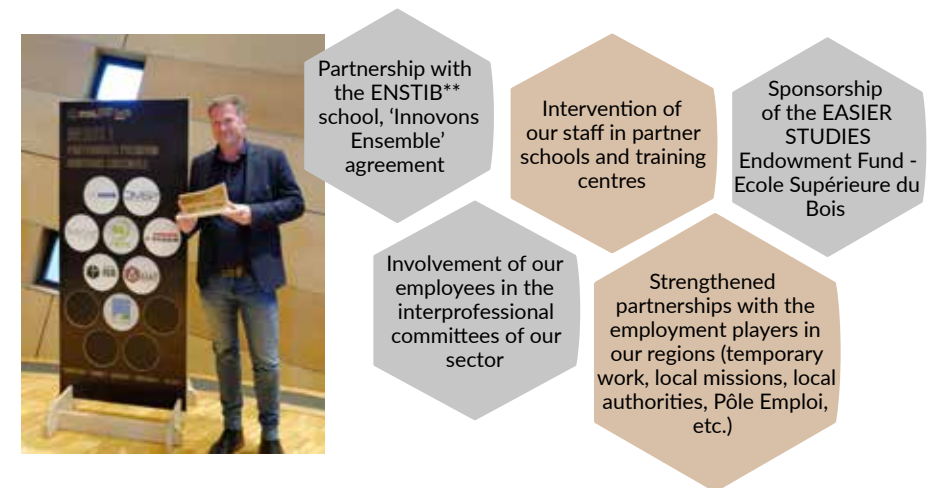 Partnership with
the ENSTIB**
school, ‘Innovons
Ensemble’
agreement
Intervention of
our staff in partner
schools and training
centres
Sponsorship
of the EASIER
STUDIES
Endowment Fund -
Ecole Supérieure du
Bois
Involvement of our
employees in the
interprofessional
committees of our
sector
Strengthened
partnerships with the
employment players in
our regions (temporary
work, local missions, local
authorities, Pôle Emploi,
etc.)